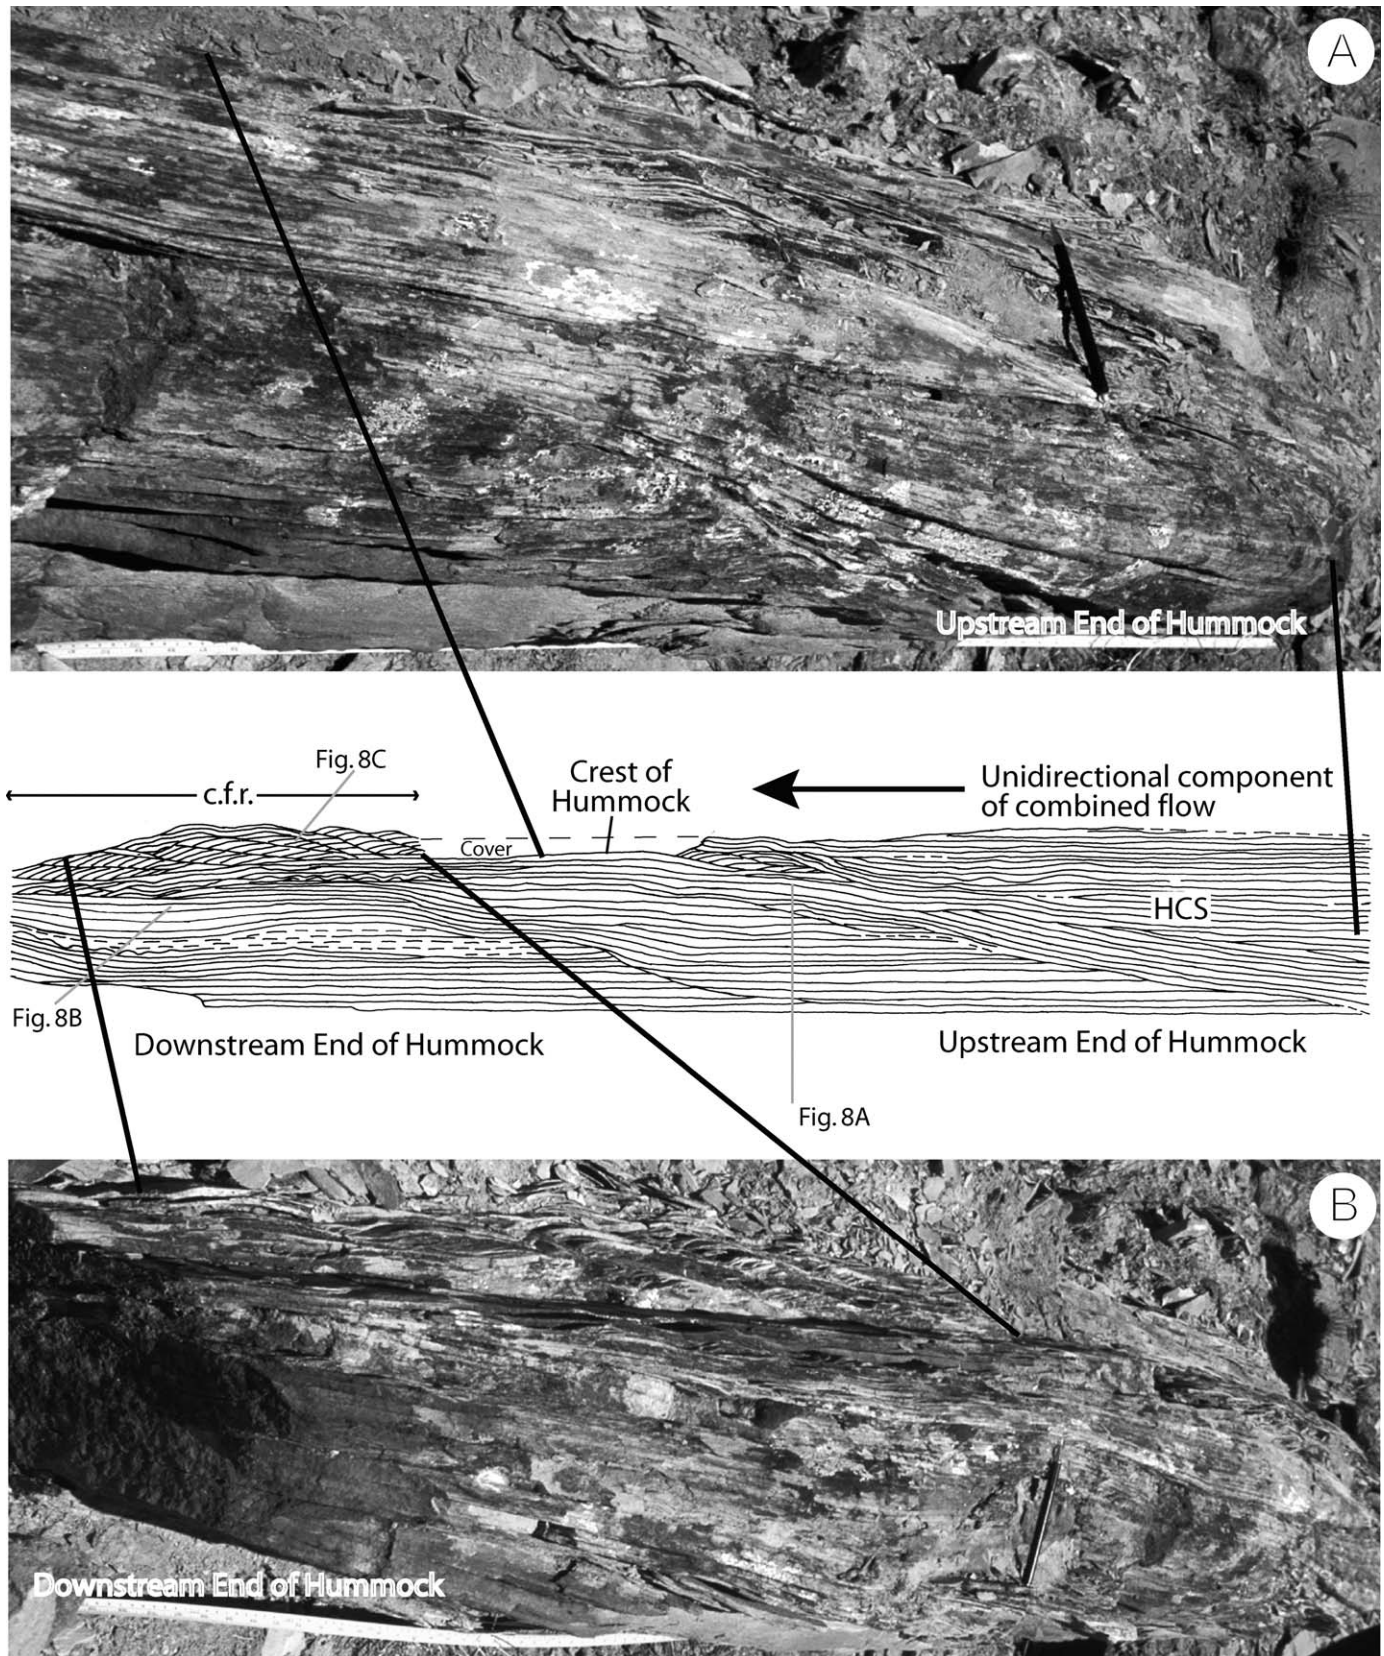 A
Upstream End of Hummock
Fig. 8C
c.f.r.
Crest of
Hummock
Unidirectional component
of combined flow
Cover
HCS
Fig. 8B
Downstream End of Hummock
Upstream End of Hummock
Fig. 8A
B
Downstream End of Hummock